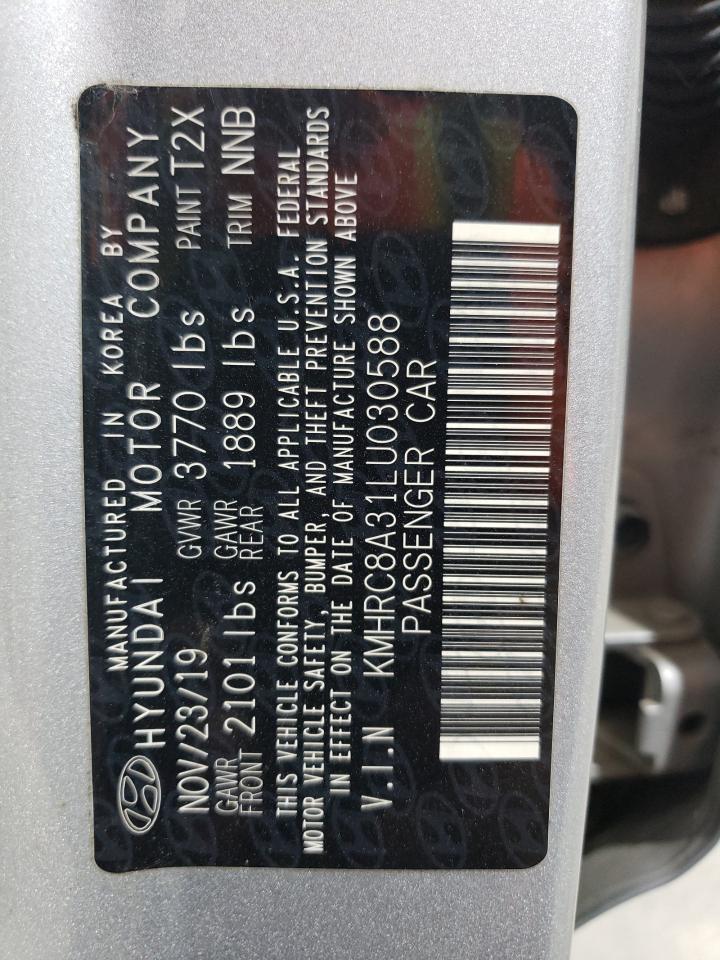 MANUFACTURED IN KOREA BY
HYUNDAI MOTOR COMPANY
NOV/23/19 GVWR 3770 lbs PAINT T2X
GAWR FRONT 2101 lbs GAWR REAR 1889 lbs TRIM NNB
THIS VEHICLE CONFORMS TO ALL APPLICABLE U.S.A. FEDERAL
MOTOR VEHICLE SAFETY, BUMPER, AND THEFT PREVENTION STANDARDS
IN EFFECT ON THE DATE OF MANUFACTURE SHOWN ABOVE
V.I.N KMHRC8A31LU030588
PASSENGER CAR